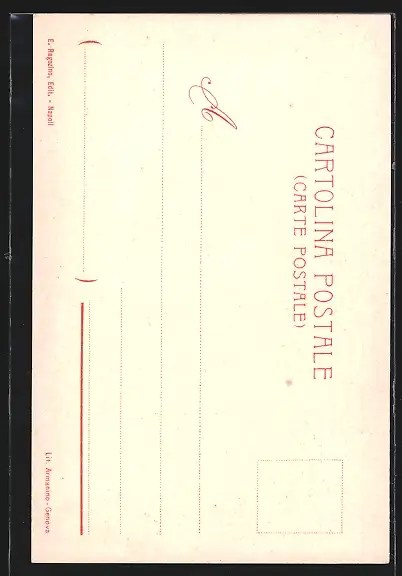 CARTOLINA POSTALE
(CARTE POSTALE)
A
( )
E. Ragozino, Edit. - Napoli
Lit. Armanino - Genova